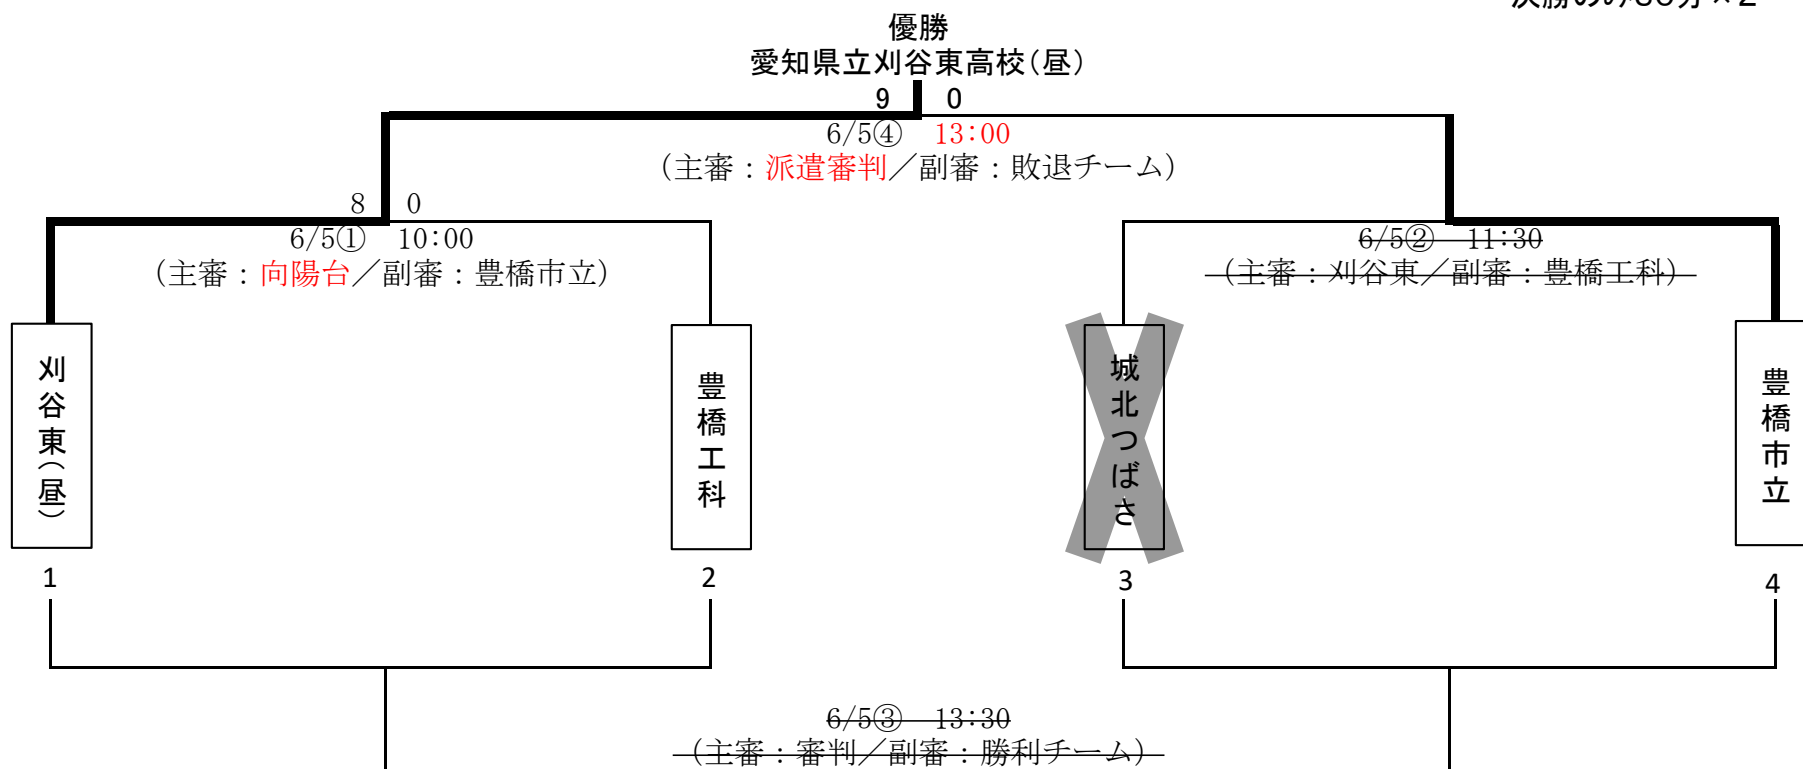 優勝
愛知県立刈谷東高校(昼)
9 0
6/5④ 13:00
(主審:派遣審判/副審:敗退チーム)
8 0
6/5① 10:00
(主審:向陽台/副審:豊橋市立)
6/5② 11:30
(主審:刈谷東/副審:豊橋工科)
刈谷東(昼)
豊橋工科
城北つばさ
豊橋市立
1
2
3
4
6/5③ 13:30
(主審:審判/副審:勝利チーム)